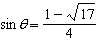 sin θ = (1 − √17)/4